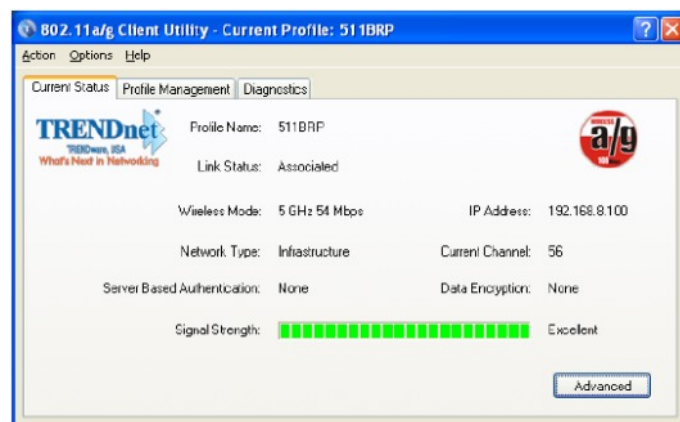 802.11a/g Client Utility - Current Profile: 511BRP
Action Options Help
Current Status Profile Management Diagnostics
TRENDnet
TRENDware, USA
What's Next in Networking
Profile Name: 511BRP
WIRELESS
a/g
Link Status: Associated
Wireless Mode: 5 GHz 54 Mbps IP Address: 192.168.8.100
Network Type: Infrastructure Current Channel: 56
Server Based Authentication: None Data Encryption: None
Signal Strength: Excellent
Advanced